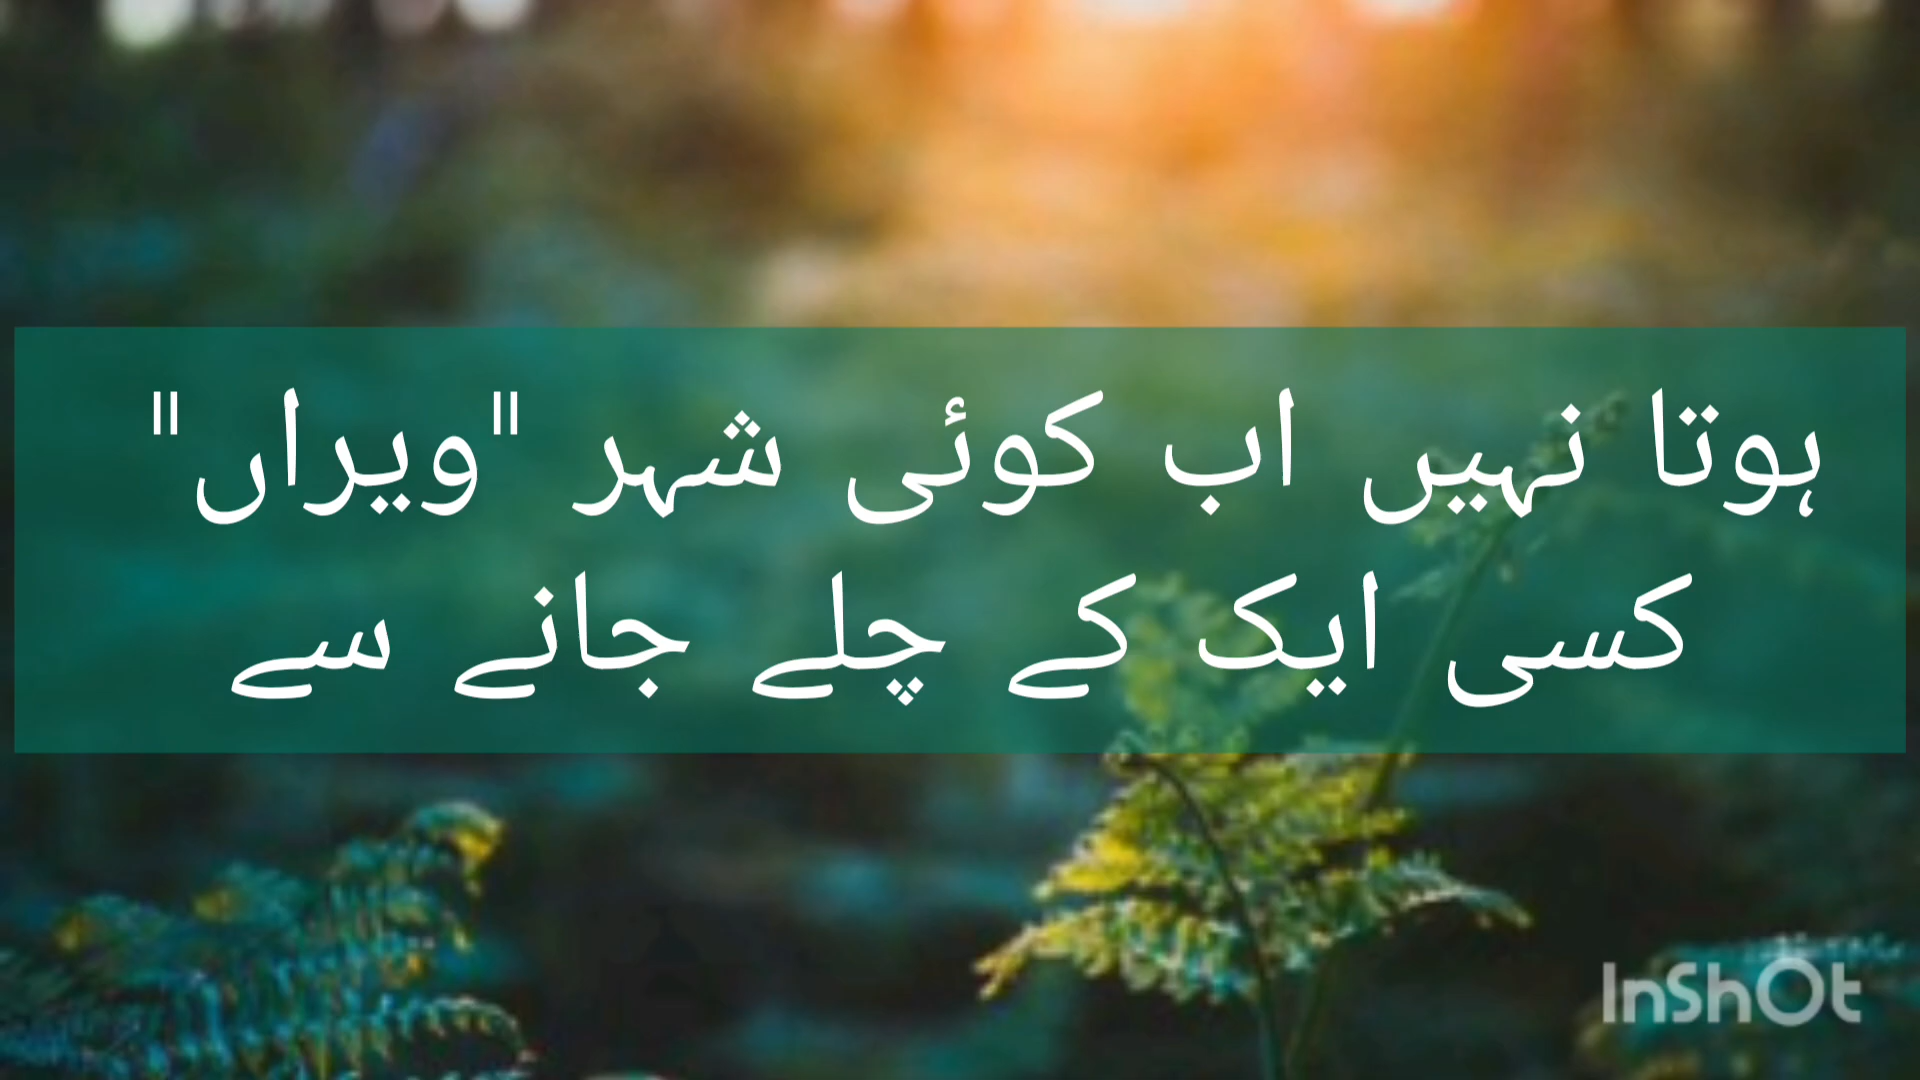 ہوتا نہیں اب کوئی شہر "ویراں"
کسی ایک کے چلے جانے سے
InShOt